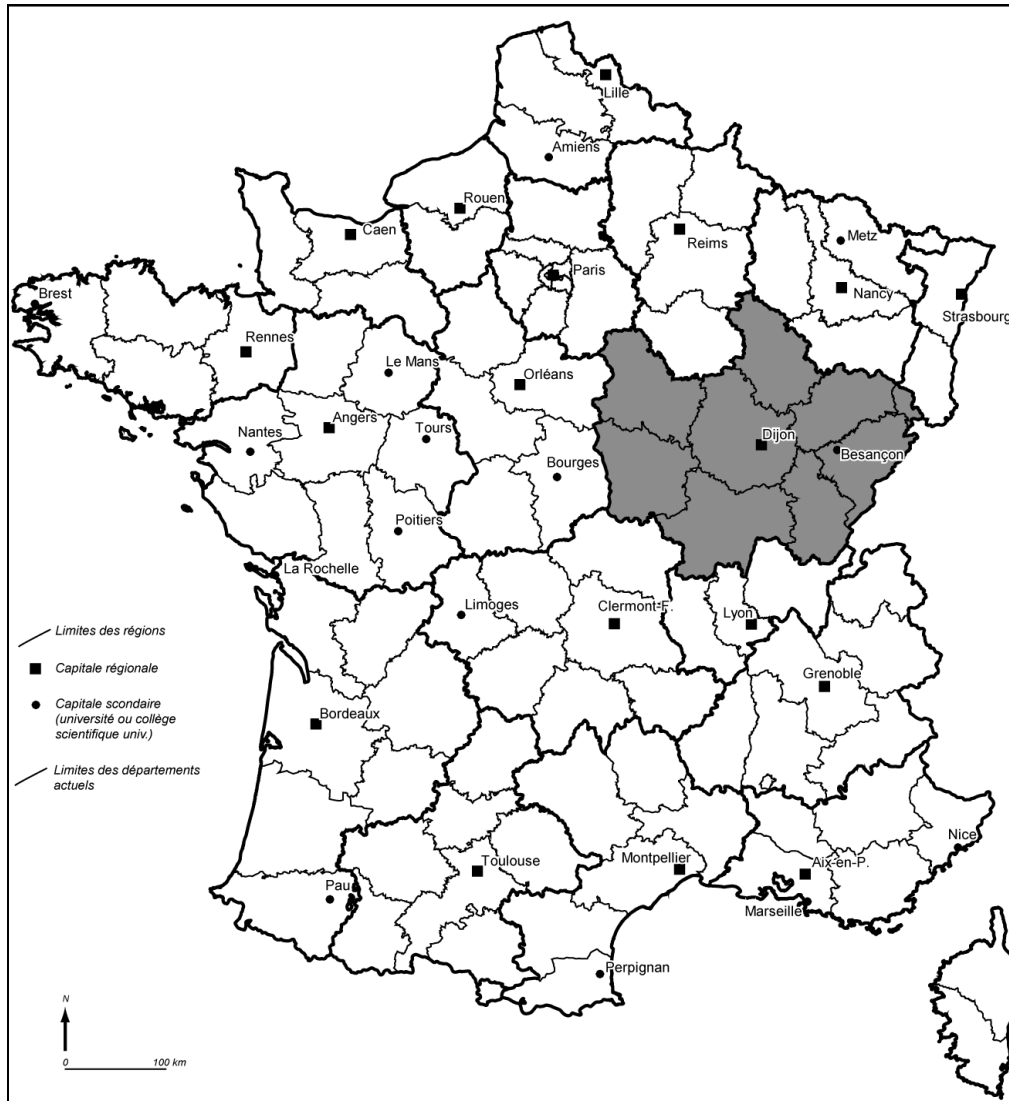 Lille
Amiens
Rouen
Caen
Reims
Metz
Paris
Nancy
Strasbourg
Brest
Rennes
Le Mans
Orléans
Angers
Tours
Nantes
Dijon
Besançon
Bourges
Poitiers
La Rochelle
Limoges
Clermont-F.
Lyon
Limites des régions
Capitale régionale
Grenoble
Capitale scondaire
(université ou collège
scientifique univ.)
Bordeaux
Limites des départements
actuels
Nice
Toulouse
Montpellier
Aix-en-P.
Pau
Marseille
Perpignan
N
0 100 km